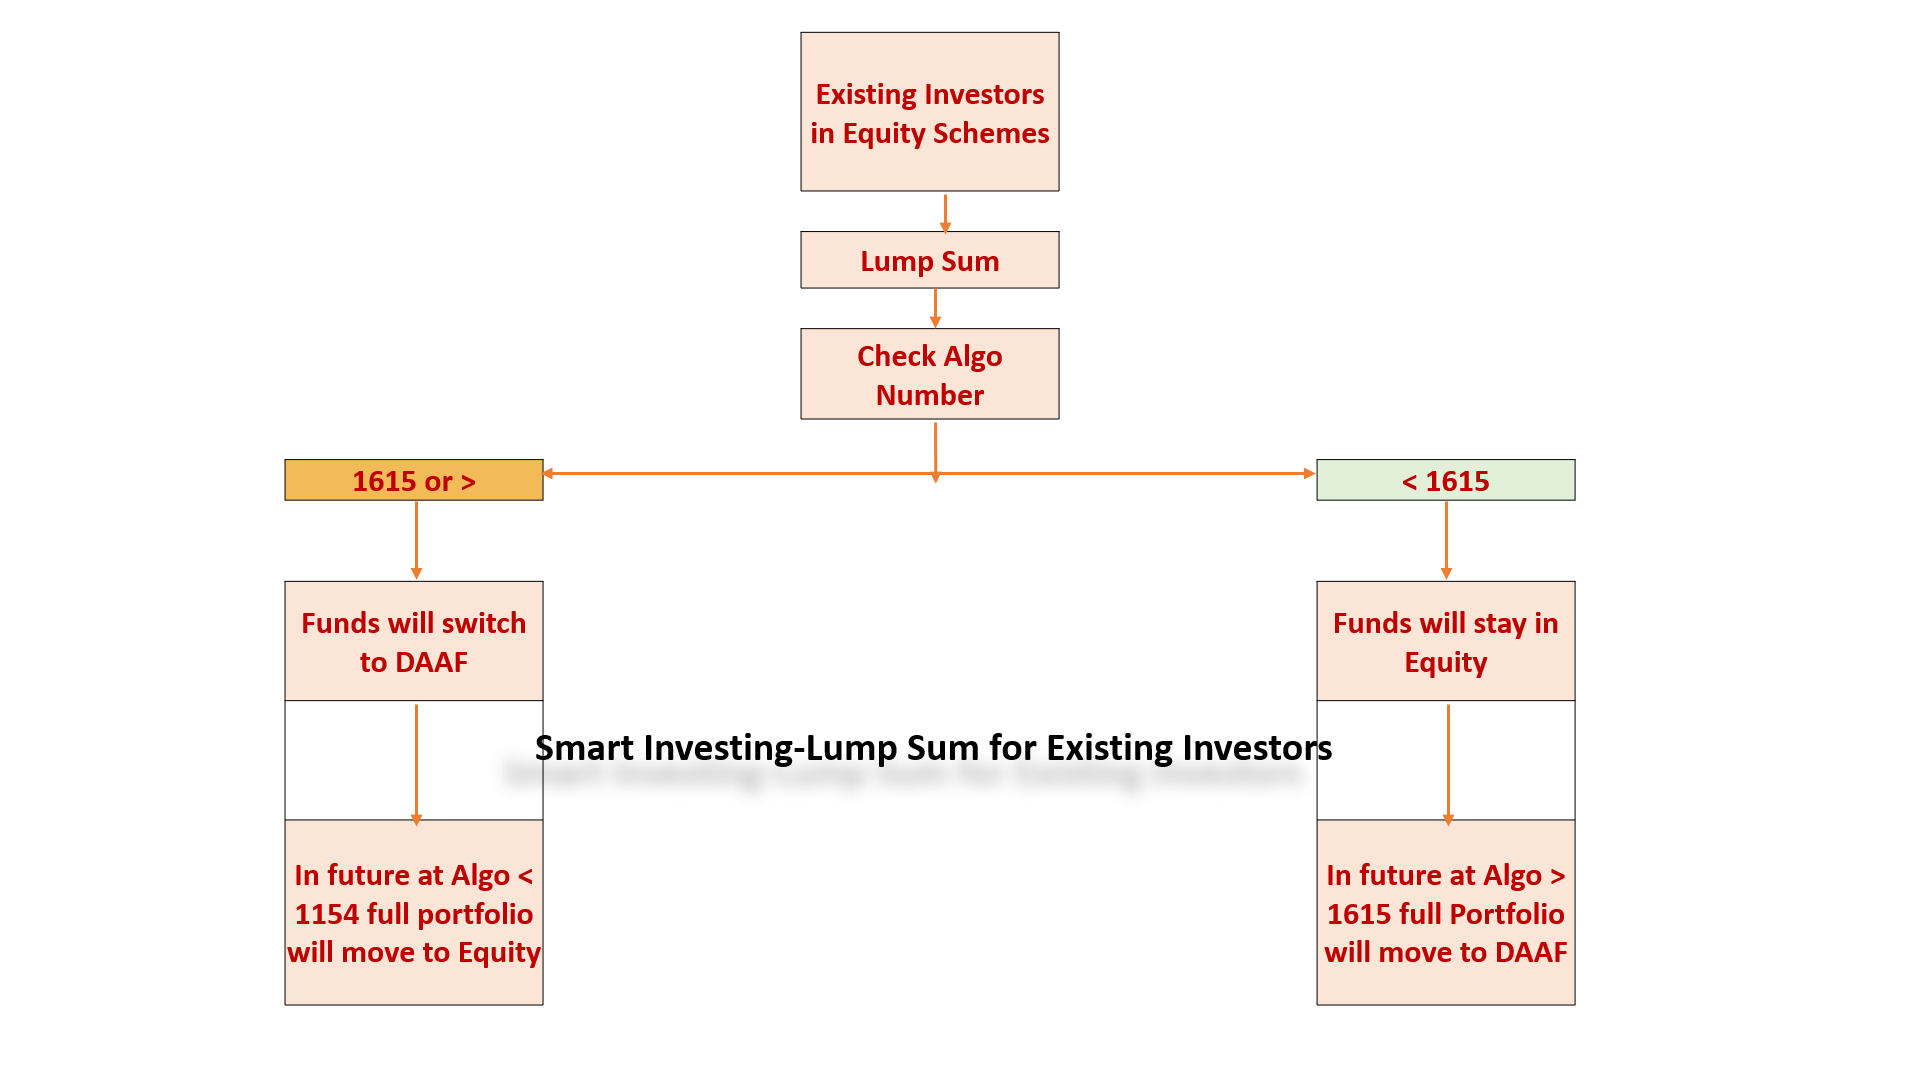 Existing Investors
in Equity Schemes
Lump Sum
Check Algo
Number
1615 or >
< 1615
Funds will switch
to DAAF
Funds will stay in
Equity
Smart Investing-Lump Sum for Existing Investors
In future at Algo <
1154 full portfolio
will move to Equity
In future at Algo >
1615 full Portfolio
will move to DAAF